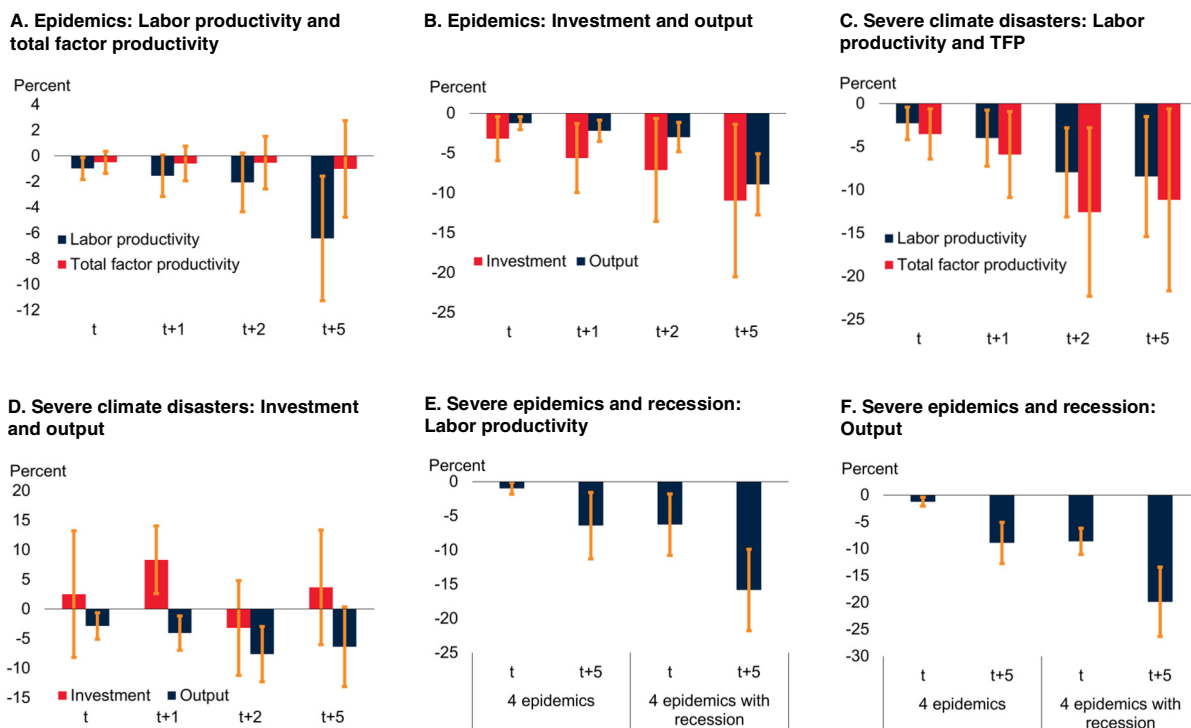 A. Epidemics: Labor productivity and
total factor productivity
Percent
4
2
0
-2
-4
-6
-8
-10
-12
Labor productivity
Total factor productivity
t
t+1
t+2
t+5
B. Epidemics: Investment and output
Percent
0
-5
-10
-15
-20
-25
Investment
Output
t
t+1
t+2
t+5
C. Severe climate disasters: Labor
productivity and TFP
Percent
0
-5
-10
-15
-20
-25
Labor productivity
Total factor productivity
t
t+1
t+2
t+5
D. Severe climate disasters: Investment
and output
Percent
20
15
10
5
0
-5
-10
-15
Investment
Output
t
t+1
t+2
t+5
E. Severe epidemics and recession:
Labor productivity
Percent
0
-5
-10
-15
-20
-25
t
t+5
t
t+5
4 epidemics
4 epidemics with
recession
F. Severe epidemics and recession:
Output
Percent
0
-5
-10
-15
-20
-25
-30
t
t+5
t
t+5
4 epidemics
4 epidemics with
recession